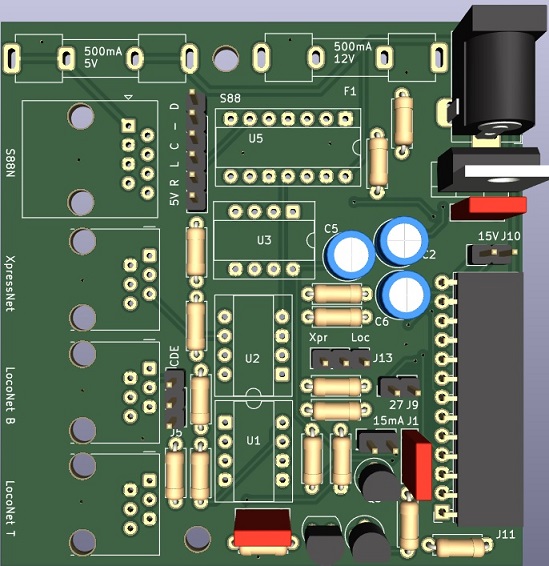 500mA
5V
500mA
12V
F1
S88
S88N
5V R L C - D
U5
U3
C5
C2
15V J10
XpressNet
C6
Xpr
Loc
J13
U2
CDE
LocoNet B
27 J9
15mA J1
J5
U1
LocoNet T
J11